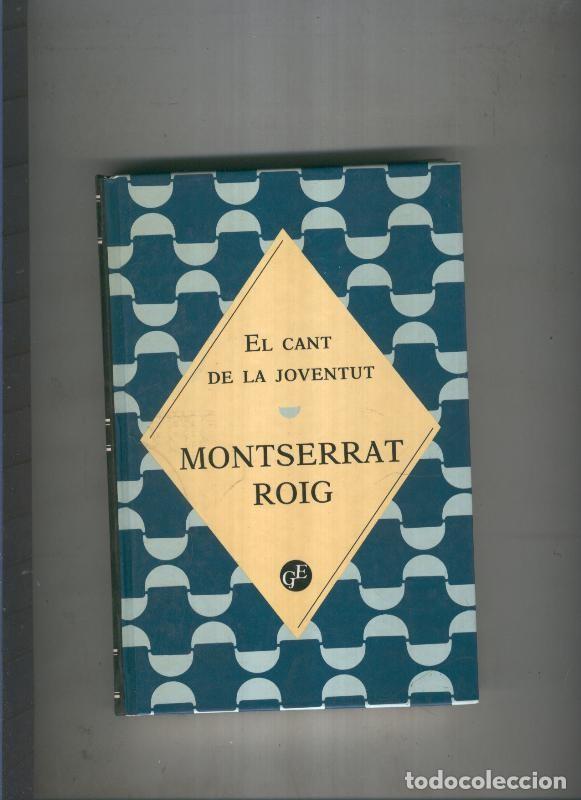 EL CANT
DE LA JOVENTUT
MONTSERRAT
ROIG
GE
todocoleccion